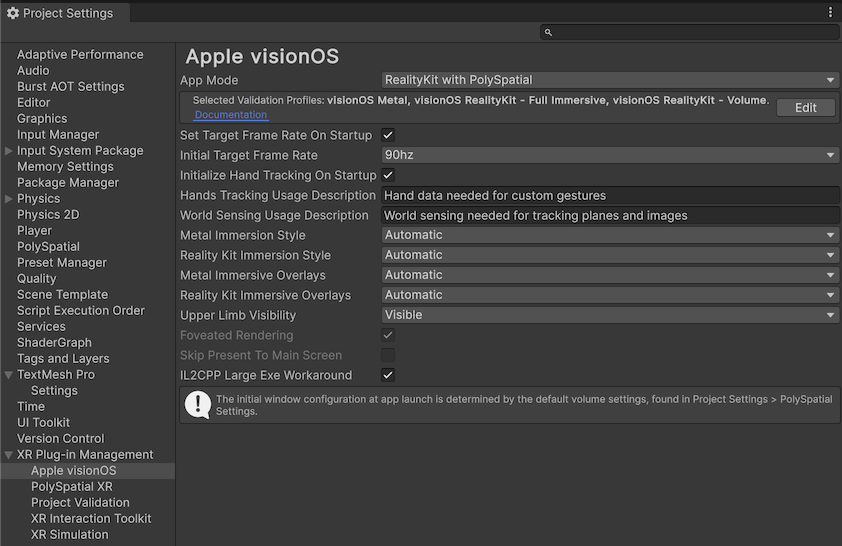 Project Settings
Adaptive Performance
Audio
Burst AOT Settings
Editor
Graphics
Input Manager
Input System Package
Memory Settings
Package Manager
Physics
Physics 2D
Player
PolySpatial
Preset Manager
Quality
Scene Template
Script Execution Order
Services
ShaderGraph
Tags and Layers
TextMesh Pro
Settings
Time
UI Toolkit
Version Control
XR Plug-in Management
Apple visionOS
PolySpatial XR
Project Validation
XR Interaction Toolkit
XR Simulation
Apple visionOS
App Mode RealityKit with PolySpatial
Selected Validation Profiles: visionOS Metal, visionOS RealityKit - Full Immersive, visionOS RealityKit - Volume.
Documentation
Edit
Set Target Frame Rate On Startup
Initial Target Frame Rate 90hz
Initialize Hand Tracking On Startup
Hands Tracking Usage Description Hand data needed for custom gestures
World Sensing Usage Description World sensing needed for tracking planes and images
Metal Immersion Style Automatic
Reality Kit Immersion Style Automatic
Metal Immersive Overlays Automatic
Reality Kit Immersive Overlays Automatic
Upper Limb Visibility Visible
Foveated Rendering
Skip Present To Main Screen
IL2CPP Large Exe Workaround
The initial window configuration at app launch is determined by the default volume settings, found in Project Settings > PolySpatial
Settings.